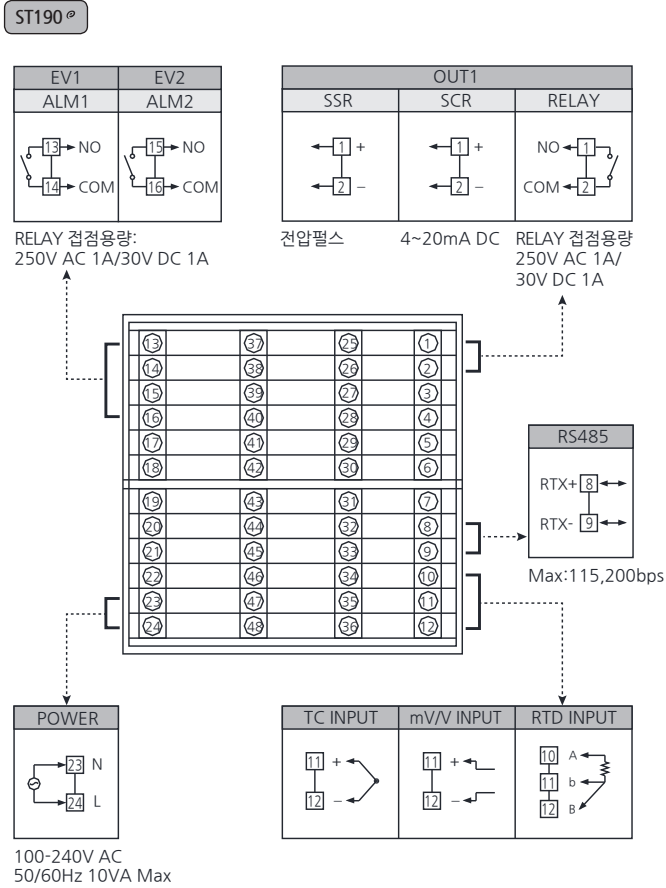 ST190
EV1 EV2
ALM1 ALM2
13 NO 15 NO
14 COM 16 COM
RELAY 접점용량:
250V AC 1A/30V DC 1A
OUT1
SSR SCR RELAY
1 + 1 + NO 1
2 − 2 − COM 2
전압펄스 4~20mA DC RELAY 접점용량
250V AC 1A/
30V DC 1A
13 37 25 1
14 38 26 2
15 39 27 3
16 40 28 4
17 41 29 5
18 42 30 6
19 43 31 7
20 44 32 8
21 45 33 9
22 46 34 10
23 47 35 11
24 48 36 12
RS485
RTX+ 8
RTX- 9
Max:115,200bps
POWER
23 N
24 L
100-240V AC
50/60Hz 10VA Max
TC INPUT mV/V INPUT RTD INPUT
11 + 11 + 10 A
11 b
12 − 12 − 12 B